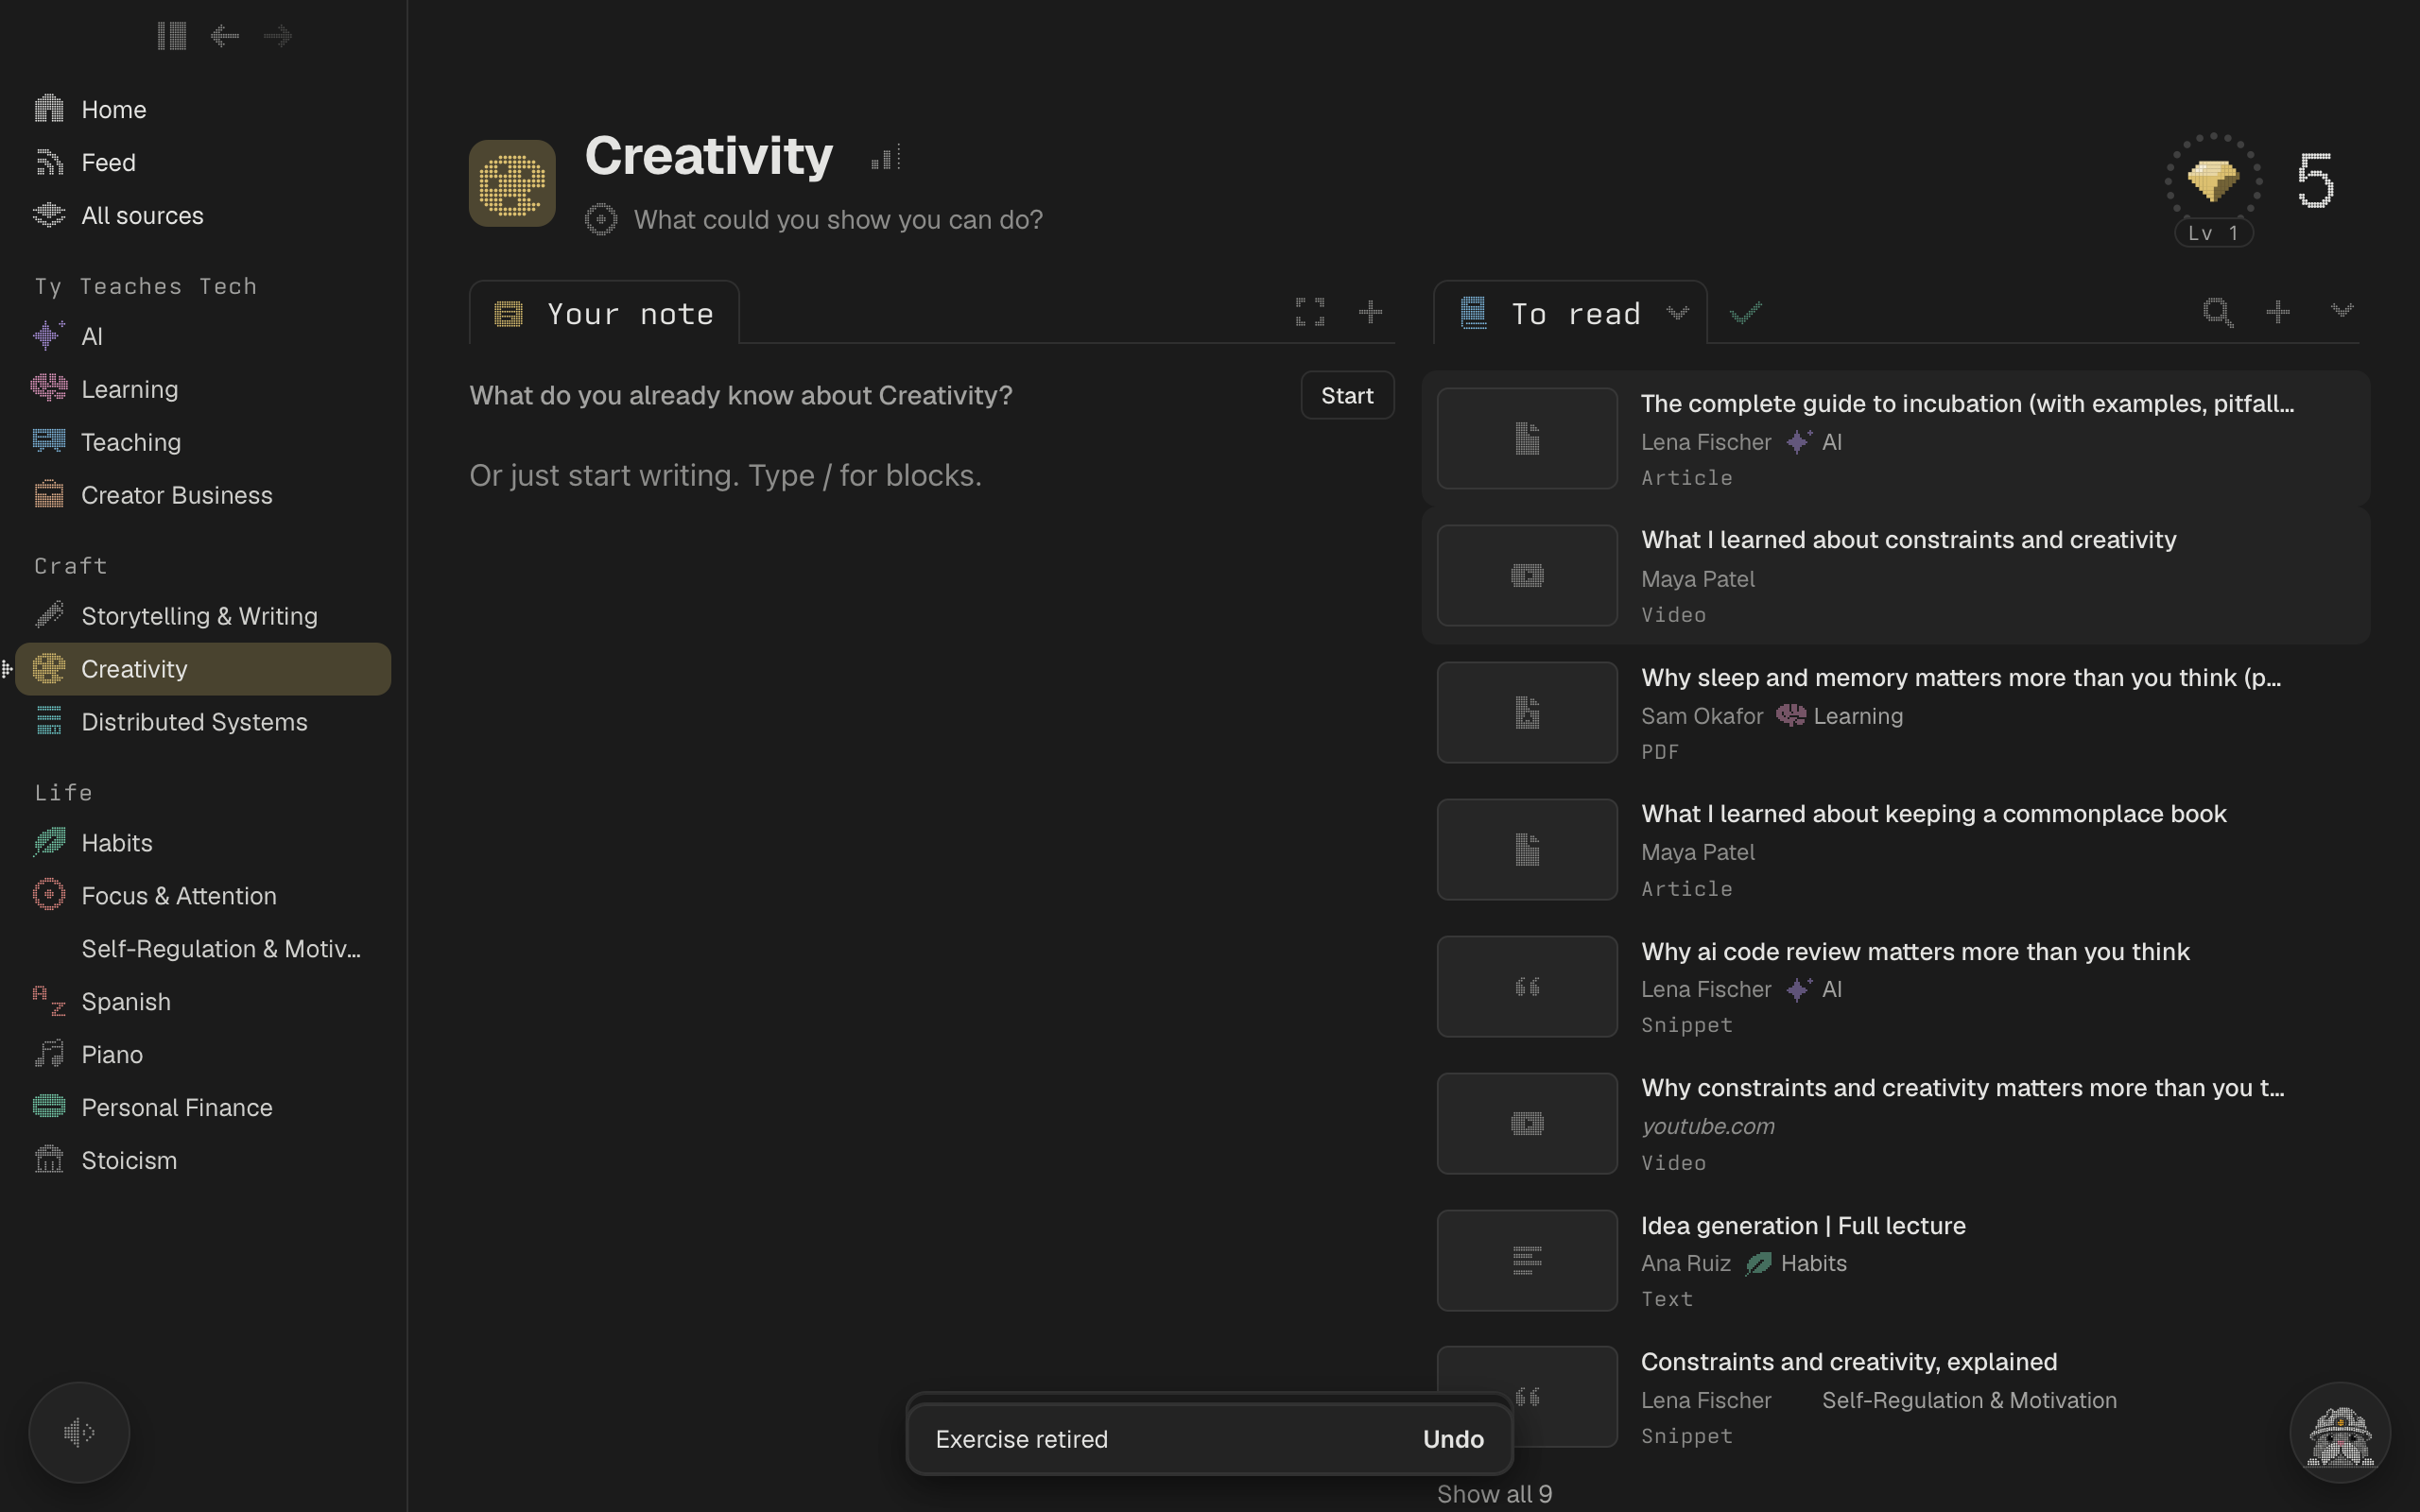 Home
Feed
All sources
Ty Teaches Tech
AI
Learning
Teaching
Creator Business
Craft
Storytelling & Writing
Creativity
Distributed Systems
Life
Habits
Focus & Attention
Self-Regulation & Motiv...
Spanish
Piano
Personal Finance
Stoicism
Creativity
What could you show you can do?
Lv 1
5
Your note
What do you already know about Creativity?
Start
Or just start writing. Type / for blocks.
To read
The complete guide to incubation (with examples, pitfall...
Lena Fischer AI
Article
What I learned about constraints and creativity
Maya Patel
Video
Why sleep and memory matters more than you think (p...
Sam Okafor Learning
PDF
What I learned about keeping a commonplace book
Maya Patel
Article
Why ai code review matters more than you think
Lena Fischer AI
Snippet
Why constraints and creativity matters more than you t...
youtube.com
Video
Idea generation | Full lecture
Ana Ruiz Habits
Text
Constraints and creativity, explained
Lena Fischer Self-Regulation & Motivation
Snippet
Show all 9
Exercise retired Undo